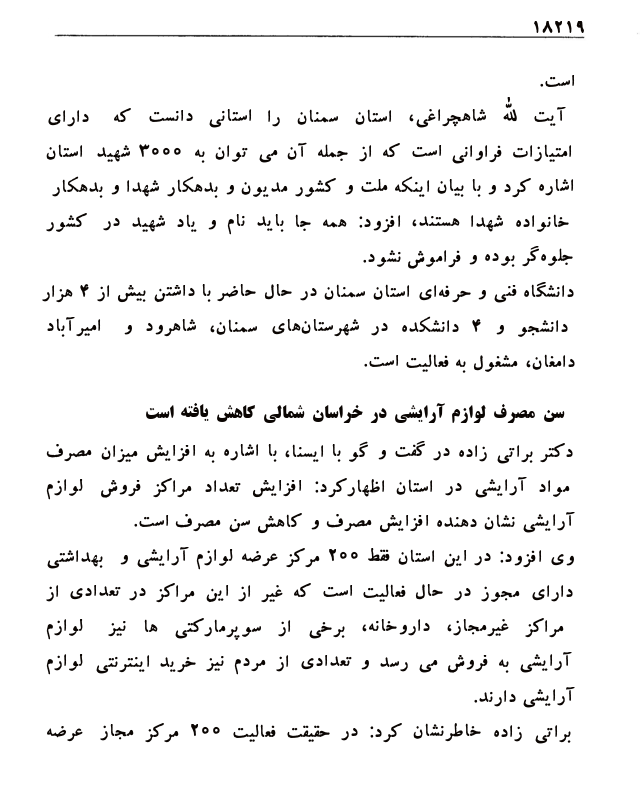 ۱۸۲۱۹
است.
آیت الله شاهچراغی، استان سمنان را استانی دانست که دارای
امتیازات فراوانی است که از جمله آن می توان به ۳۰۰۰ شهید استان
اشاره کرد و با بیان اینکه ملت و کشور مدیون و بدهکار شهدا و بدهکار
خانواده شهدا هستند، افزود: همه جا باید نام و یاد شهید در کشور
جلوه‌گر بوده و فراموش نشود.
دانشگاه فنی و حرفه‌ای استان سمنان در حال حاضر با داشتن بیش از ۴ هزار
دانشجو و ۴ دانشکده در شهرستان‌های سمنان، شاهرود و امیرآباد
دامغان، مشغول به فعالیت است.
سن مصرف لوازم آرایشی در خراسان شمالی کاهش یافته است
دکتر براتی زاده در گفت و گو با ایسنا، با اشاره به افزایش میزان مصرف
مواد آرایشی در استان اظهارکرد: افزایش تعداد مراکز فروش لوازم
آرایشی نشان دهنده افزایش مصرف و کاهش سن مصرف است.
وی افزود: در این استان فقط ۲۰۰ مرکز عرضه لوازم آرایشی و بهداشتی
دارای مجوز در حال فعالیت است که غیر از این مراکز در تعدادی از
مراکز غیرمجاز، داروخانه، برخی از سوپرمارکتی ها نیز لوازم
آرایشی به فروش می رسد و تعدادی از مردم نیز خرید اینترنتی لوازم
آرایشی دارند.
براتی زاده خاطرنشان کرد: در حقیقت فعالیت ۲۰۰ مرکز مجاز عرضه